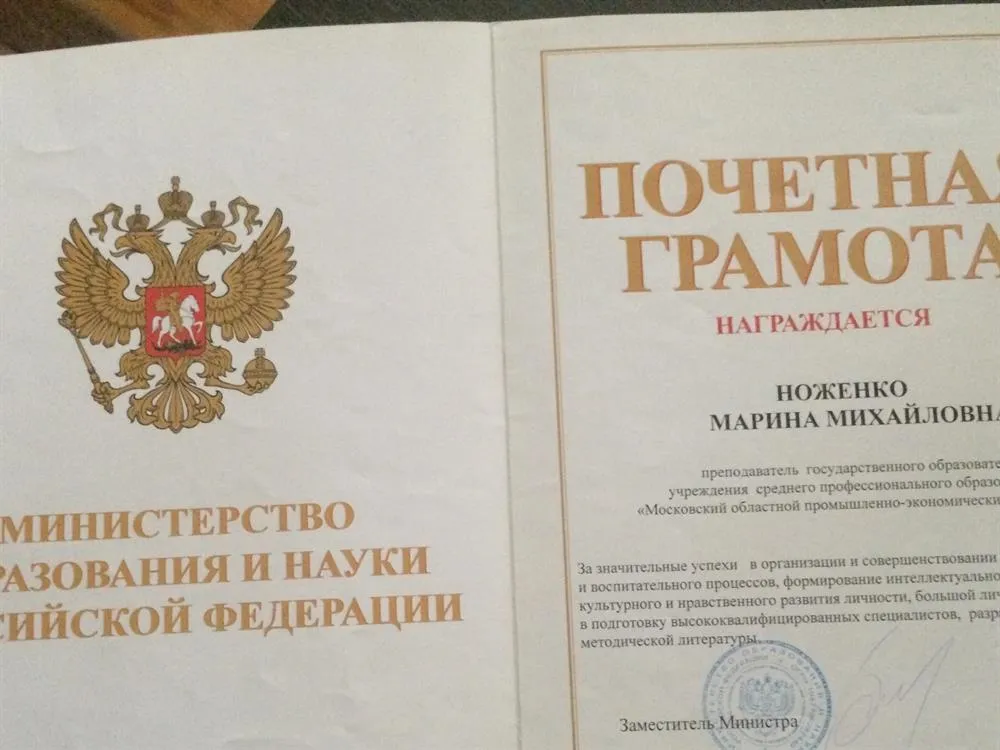 МИНИСТЕРСТВО
РАЗОВАНИЯ И НАУКИ
СИЙСКОЙ ФЕДЕРАЦИИ
ПОЧЕТНАЯ
ГРАМОТА
НАГРАЖДАЕТСЯ
НОЖЕНКО
МАРИНА МИХАЙЛОВНА
преподаватель государственного образовате
учреждения среднего профессионального образо
«Московский областной промышленно-экономически
За значительные успехи в организации и совершенствовании
и воспитательного процессов, формирование интеллектуально
культурного и нравственного развития личности, большой лич
в подготовку высококвалифицированных специалистов, разра
методической литературы.
Заместитель Министра